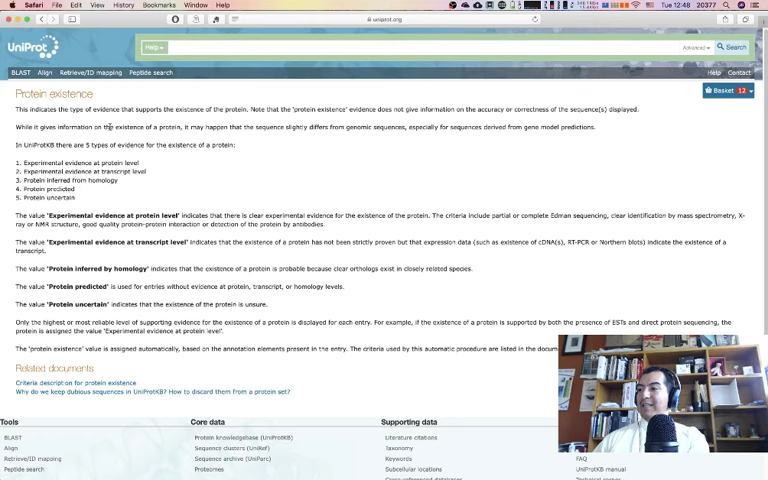 Safari File Edit View History Bookmarks Window Help
Tue 12:48 20377
uniprot.org
UniProt
Help
Advanced
Search
BLAST Align Retrieve/ID mapping Peptide search
Help Contact
Basket 12
Protein existence
This indicates the type of evidence that supports the existence of the protein. Note that the 'protein existence' evidence does not give information on the accuracy or correctness of the sequence(s) displayed.
While it gives information on the existence of a protein, it may happen that the sequence slightly differs from genomic sequences, especially for sequences derived from gene model predictions.
In UniProtKB there are 5 types of evidence for the existence of a protein:
1. Experimental evidence at protein level
2. Experimental evidence at transcript level
3. Protein inferred from homology
4. Protein predicted
5. Protein uncertain
The value 'Experimental evidence at protein level' indicates that there is clear experimental evidence for the existence of the protein. The criteria include partial or complete Edman sequencing, clear identification by mass spectrometry, X-
ray or NMR structure, good quality protein-protein interaction or detection of the protein by antibodies.
The value 'Experimental evidence at transcript level' indicates that the existence of a protein has not been strictly proven but that expression data (such as existence of cDNA(s), RT-PCR or Northern blots) indicate the existence of a
transcript.
The value 'Protein inferred by homology' indicates that the existence of a protein is probable because clear orthologs exist in closely related species.
The value 'Protein predicted' is used for entries without evidence at protein, transcript, or homology levels.
The value 'Protein uncertain' indicates that the existence of the protein is unsure.
Only the highest or most reliable level of supporting evidence for the existence of a protein is displayed for each entry. For example, if the existence of a protein is supported by both the presence of ESTs and direct protein sequencing, the
protein is assigned the value 'Experimental evidence at protein level'.
The 'protein existence' value is assigned automatically, based on the annotation elements present in the entry. The criteria used by this automatic procedure are listed in the docum
Related documents
Criteria description for protein existence
Why do we keep dubious sequences in UniProtKB? How to discard them from a protein set?
Tools Core data Supporting data
BLAST Protein knowledgebase (UniProtKB) Literature citations
Align Sequence clusters (UniRef) Taxonomy
Retrieve/ID mapping Sequence archive (UniParc) Keywords FAQ
Peptide search Proteomes Subcellular locations UniProtKB manual
Cross-referenced databases Technical corner